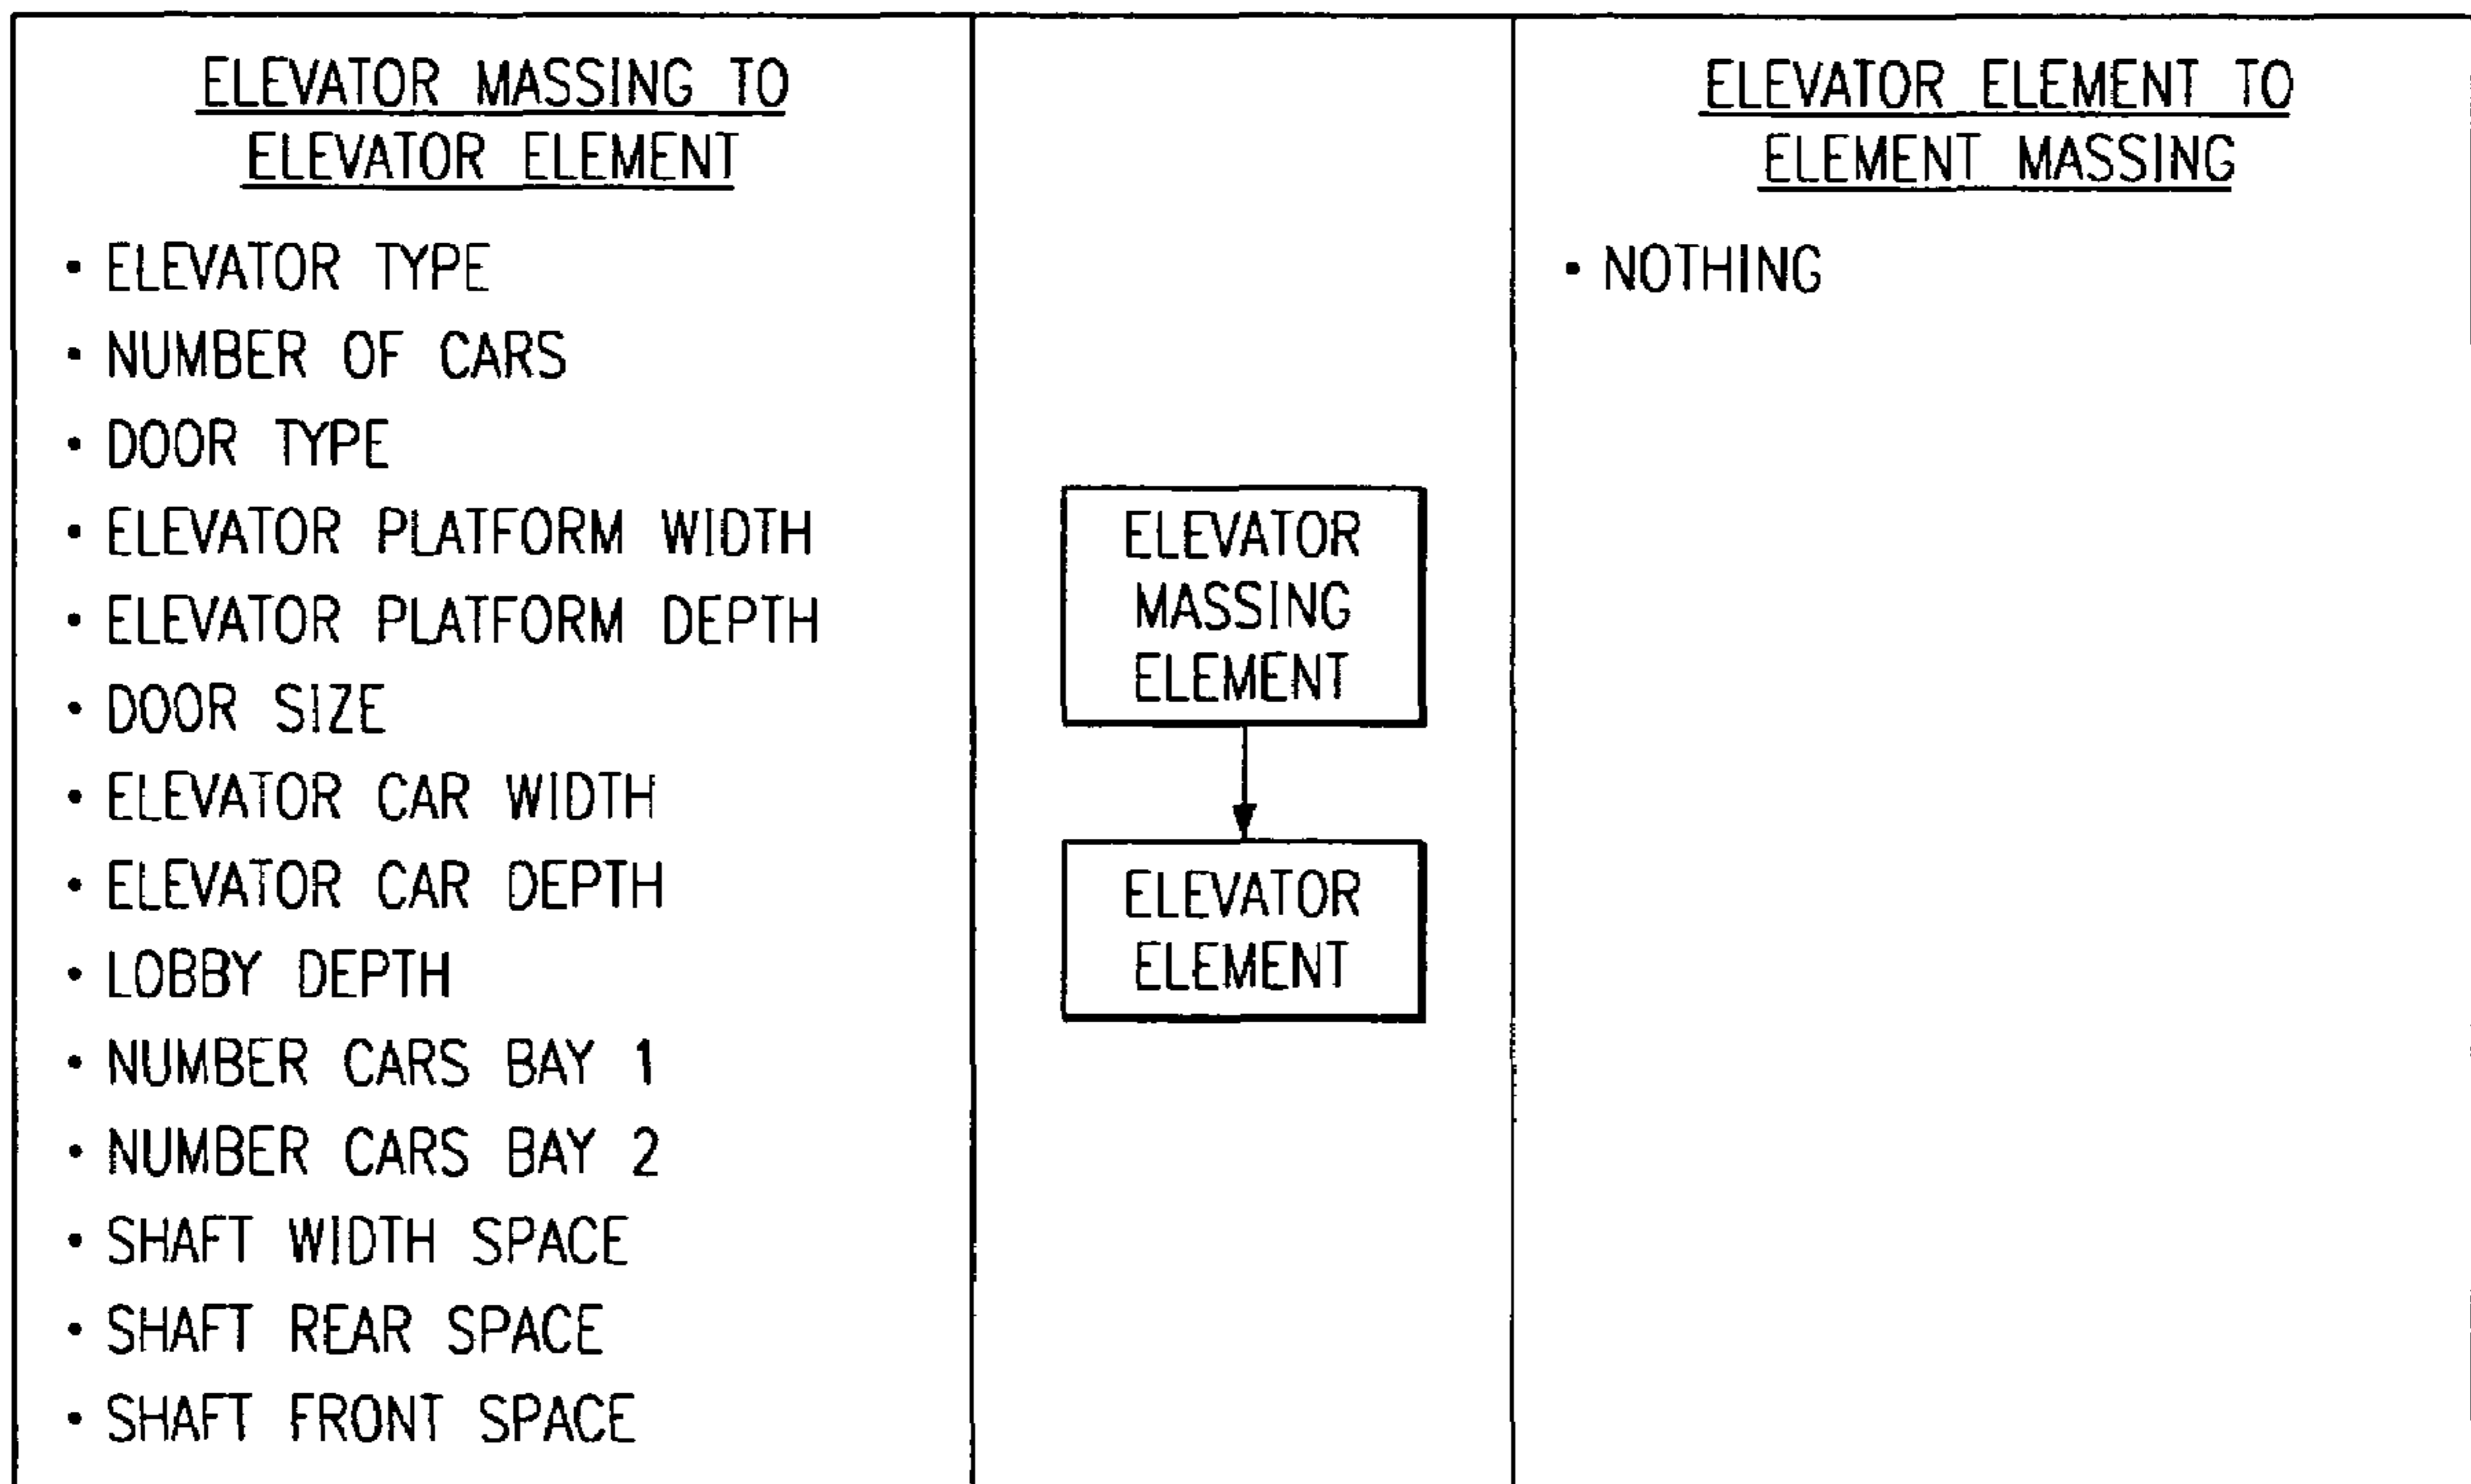 ELEVATOR MASSING TO
ELEVATOR ELEMENT
• ELEVATOR TYPE
• NUMBER OF CARS
• DOOR TYPE
• ELEVATOR PLATFORM WIDTH
• ELEVATOR PLATFORM DEPTH
• DOOR SIZE
• ELEVATOR CAR WIDTH
• ELEVATOR CAR DEPTH
• LOBBY DEPTH
• NUMBER CARS BAY 1
• NUMBER CARS BAY 2
• SHAFT WIDTH SPACE
• SHAFT REAR SPACE
• SHAFT FRONT SPACE
ELEVATOR
MASSING
ELEMENT
ELEVATOR
ELEMENT
ELEVATOR ELEMENT TO
ELEMENT MASSING
• NOTHING